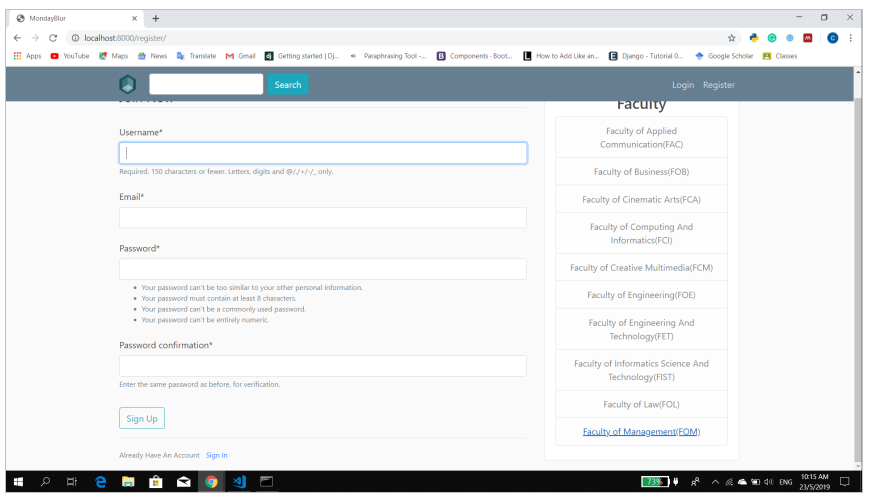 MondayBlur
localhost:8000/register/
Apps YouTube Maps News Translate Gmail Getting started | Dj... Paraphrasing Tool -... Components · Boot... How to Add Like an... Django - Tutorial 0... Google Scholar Classes
Search
Login Register
Join Now
Username*
Required. 150 characters or fewer. Letters, digits and @/./+/-/_ only.
Email*
Password*
• Your password can't be too similar to your other personal information.
• Your password must contain at least 8 characters.
• Your password can't be a commonly used password.
• Your password can't be entirely numeric.
Password confirmation*
Enter the same password as before, for verification.
Sign Up
Already Have An Account Sign In
Faculty
Faculty of Applied
Communication(FAC)
Faculty of Business(FOB)
Faculty of Cinematic Arts(FCA)
Faculty of Computing And
Informatics(FCI)
Faculty of Creative Multimedia(FCM)
Faculty of Engineering(FOE)
Faculty of Engineering And
Technology(FET)
Faculty of Informatics Science And
Technology(FIST)
Faculty of Law(FOL)
Faculty of Management(FOM)
73%
ENG
10:15 AM
23/5/2019